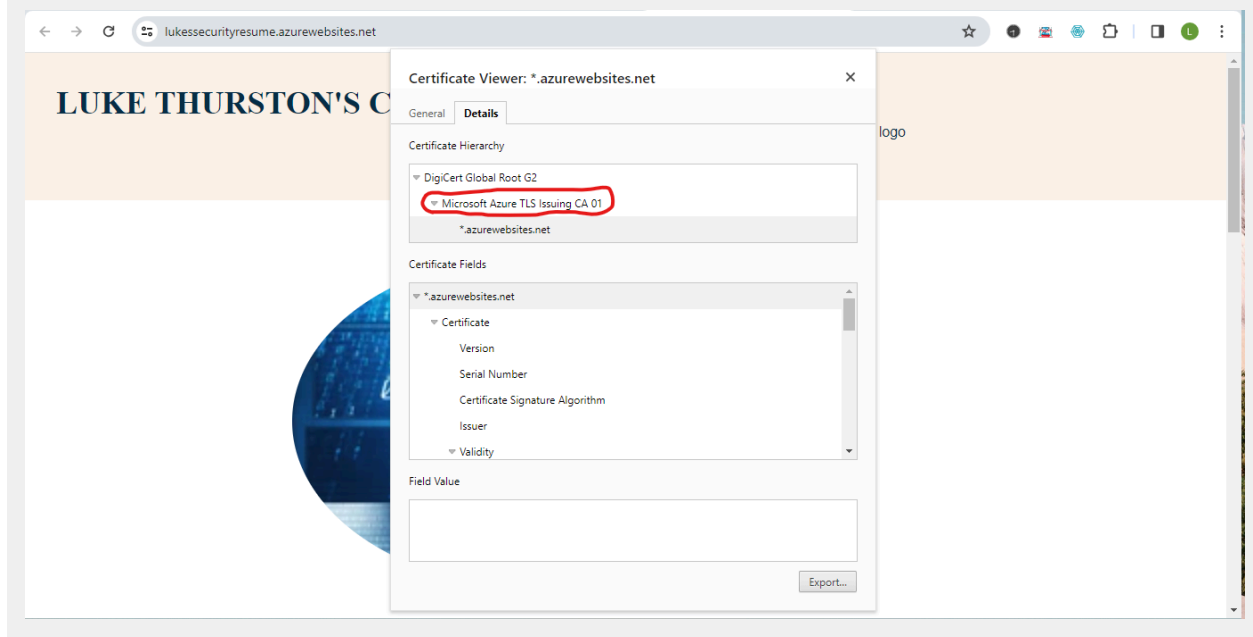 lukessecurityresume.azurewebsites.net
L
LUKE THURSTON'S C
logo
Certificate Viewer: *.azurewebsites.net
General Details
Certificate Hierarchy
DigiCert Global Root G2
Microsoft Azure TLS Issuing CA 01
*.azurewebsites.net
Certificate Fields
*.azurewebsites.net
Certificate
Version
Serial Number
Certificate Signature Algorithm
Issuer
Validity
Field Value
Export...